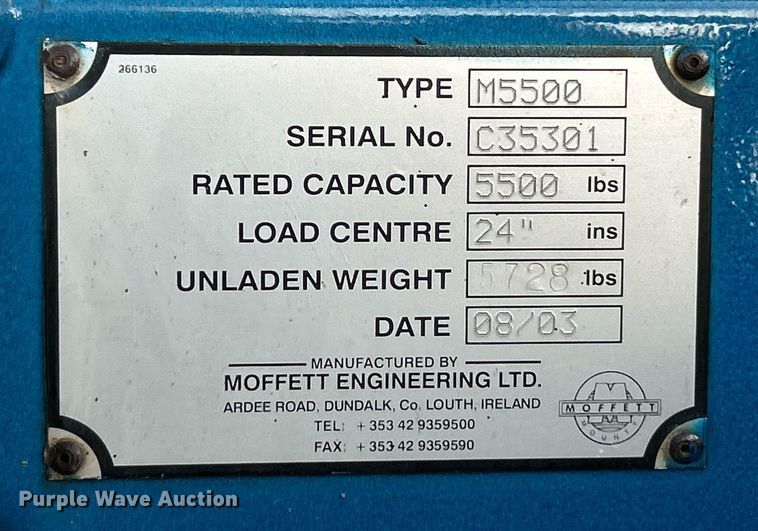 266136
TYPE M5500
SERIAL No. C35301
RATED CAPACITY 5500 lbs
LOAD CENTRE 24" ins
UNLADEN WEIGHT 5728 lbs
DATE 08/03
MANUFACTURED BY
MOFFETT ENGINEERING LTD.
ARDEE ROAD, DUNDALK, Co. LOUTH, IRELAND
TEL: + 353 42 9359500
FAX: + 353 42 9359590
MOFFETT
MOUNTY
Purple Wave Auction